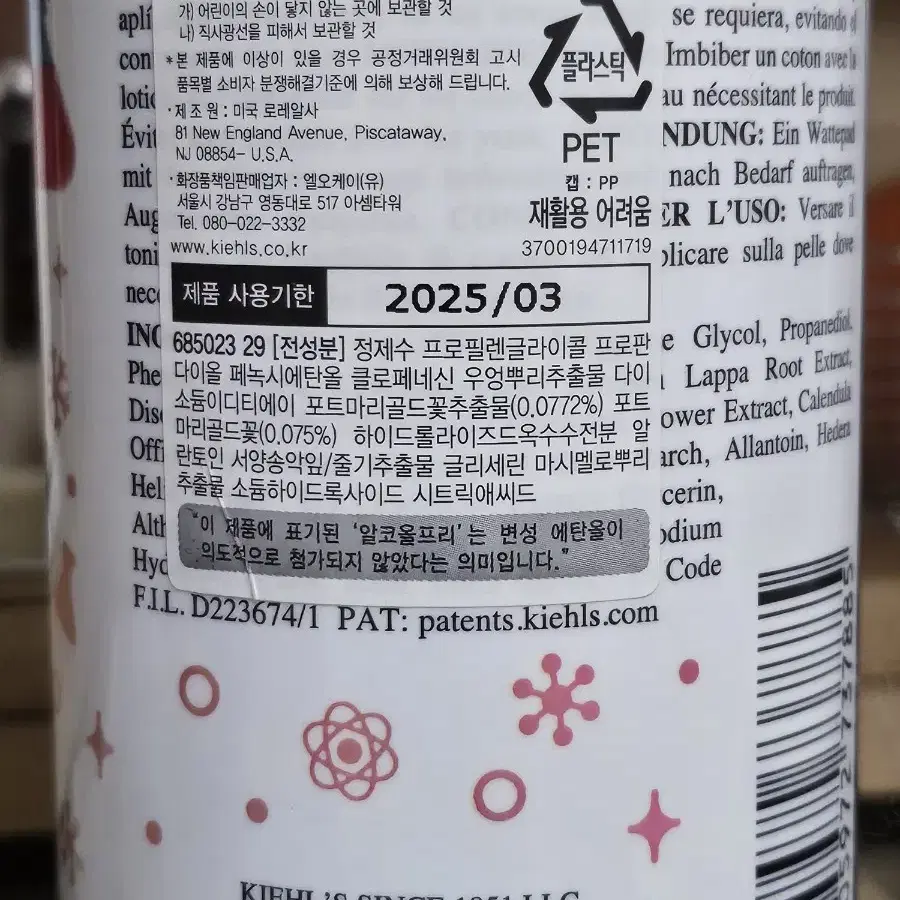 가) 어린이의 손이 닿지 않는 곳에 보관할 것
나) 직사광선을 피해서 보관할 것
*본 제품에 이상이 있을 경우 공정거래위원회 고시
품목별 소비자 분쟁해결기준에 의해 보상해 드립니다.
·제조원 : 미국 로레알사
81 New England Avenue, Piscataway,
NJ 08854- U.S.A.
·화장품책임판매업자 : 엘오케이(유)
서울시 강남구 영동대로 517 아셈타워
Tel. 080-022-3332
www.kiehls.co.kr
플라스틱
PET
캡 : PP
재활용 어려움
3700194711719
제품 사용기한 2025/03
685023 29 [전성분] 정제수 프로필렌글라이콜 프로판
다이올 페녹시에탄올 클로페네신 우엉뿌리추출물 다이
소듐이디티에이 포트마리골드꽃추출물(0.0772%) 포트
마리골드꽃(0.075%) 하이드롤라이즈드옥수수전분 알
란토인 서양송악잎/줄기추출물 글리세린 마시멜로뿌리
추출물 소듐하이드록사이드 시트릭애씨드
"이 제품에 표기된 '알코올프리'는 변성 에탄올이
의도적으로 첨가되지 않았다는 의미입니다."
se requiera, evitando
Imbiber un coton avec la
au nécessitant le produit.
NDUNG: Ein Wattepad
nach Bedarf auftragen,
ER L'USO: Versare il
plicare sulla pelle dove
e Glycol, Propanediol,
Lappa Root Extract,
ower Extract, Calendula
arch, Allantoin, Hedera
cerin,
odium
Code
F.I.L. D223674/1 PAT: patents.kiehls.com
KIEHL'S SINCE 1851 LLC